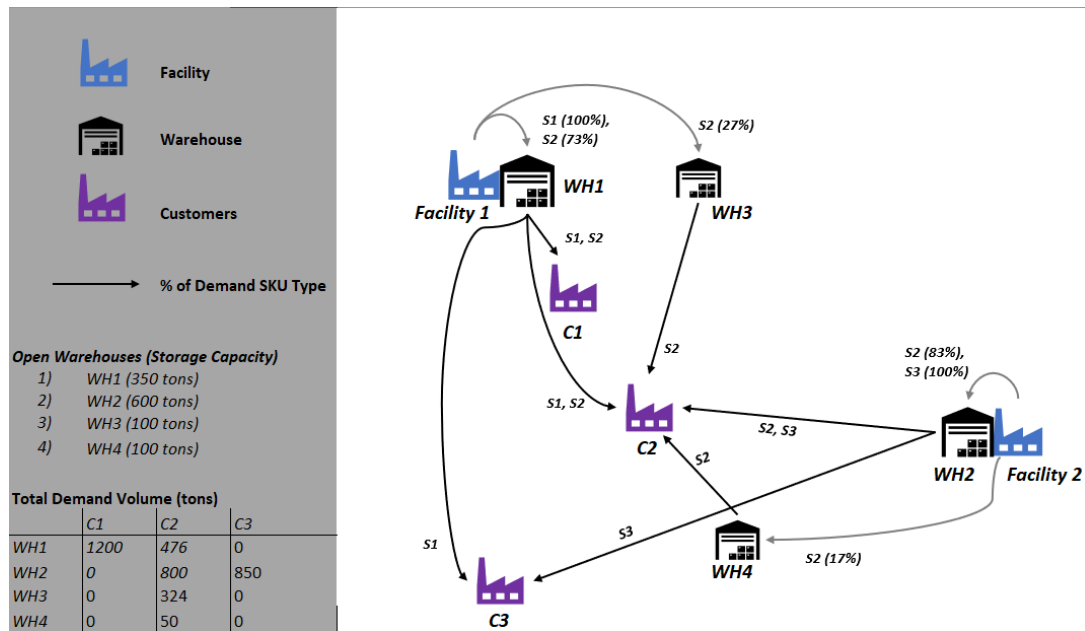 Facility
Warehouse
Customers
% of Demand SKU Type
Open Warehouses (Storage Capacity)
1) WH1 (350 tons)
2) WH2 (600 tons)
3) WH3 (100 tons)
4) WH4 (100 tons)
Total Demand Volume (tons)
C1 C2 C3
WH1 1200 476 0
WH2 0 800 850
WH3 0 324 0
WH4 0 50 0
S1 (100%),
S2 (73%)
S2 (27%)
WH1
Facility 1
WH3
S1, S2
C1
S2
S1, S2
C2
S2, S3
S2 (83%),
S3 (100%)
WH2
Facility 2
S2
S3
WH4
S2 (17%)
S1
C3